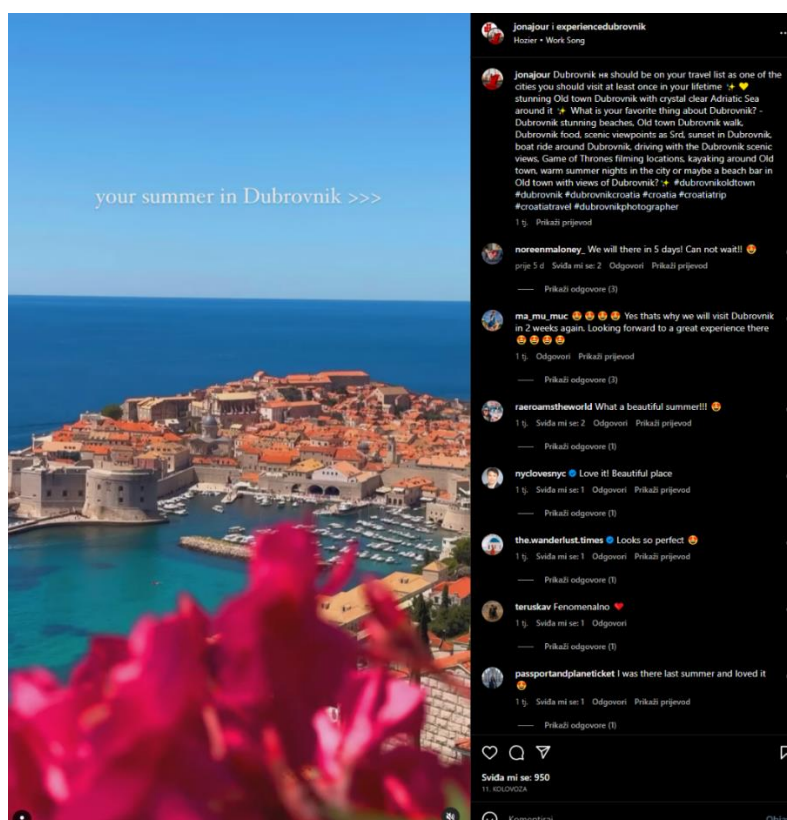 your summer in Dubrovnik >>>
jonajour i experiencedubrovnik
Hozier • Work Song
jonajour Dubrovnik HR should be on your travel list as one of the
cities you should visit at least once in your lifetime ✨ 💛
stunning Old town Dubrovnik with crystal clear Adriatic Sea
around it ✨ What is your favorite thing about Dubrovnik? -
Dubrovnik stunning beaches, Old town Dubrovnik walk,
Dubrovnik food, scenic viewpoints as Srd, sunset in Dubrovnik,
boat ride around Dubrovnik, driving with the Dubrovnik scenic
views, Game of Thrones filming locations, kayaking around Old
town, warm summer nights in the city or maybe a beach bar in
Old town with views of Dubrovnik? ✨ #dubrovnikoldtown
#dubrovnik #dubrovnikcroatia #croatia #croatiatrip
#croatiatravel #dubrovnikphotographer
1 tj. Prikaži prijevod
noreenmaloney_ We will there in 5 days! Can not wait!! 😍
prije 5 d Sviđa mi se: 2 Odgovori Prikaži prijevod
Prikaži odgovore (3)
ma_mu_muc 😍 😍 😍 😍 Yes thats why we will visit Dubrovnik
in 2 weeks again. Looking forward to a great experience there
😍 😍 😍 😍
1 tj. Odgovori Prikaži prijevod
Prikaži odgovore (3)
raeroamstheworld What a beautiful summer!!! 😍
1 tj. Sviđa mi se: 2 Odgovori Prikaži prijevod
Prikaži odgovore (1)
nyclovesnyc Love it! Beautiful place
1 tj. Sviđa mi se: 1 Odgovori Prikaži prijevod
Prikaži odgovore (1)
the.wanderlust.times Looks so perfect 😍
1 tj. Sviđa mi se: 1 Odgovori Prikaži prijevod
Prikaži odgovore (1)
teruskav Fenomenalno ❤️
1 tj. Sviđa mi se: 1 Odgovori
Prikaži odgovore (1)
passportandplaneticket I was there last summer and loved it
😍
1 tj. Sviđa mi se: 1 Odgovori Prikaži prijevod
Prikaži odgovore (1)
Sviđa mi se: 950
11. KOLOVOZA
Komentiraj